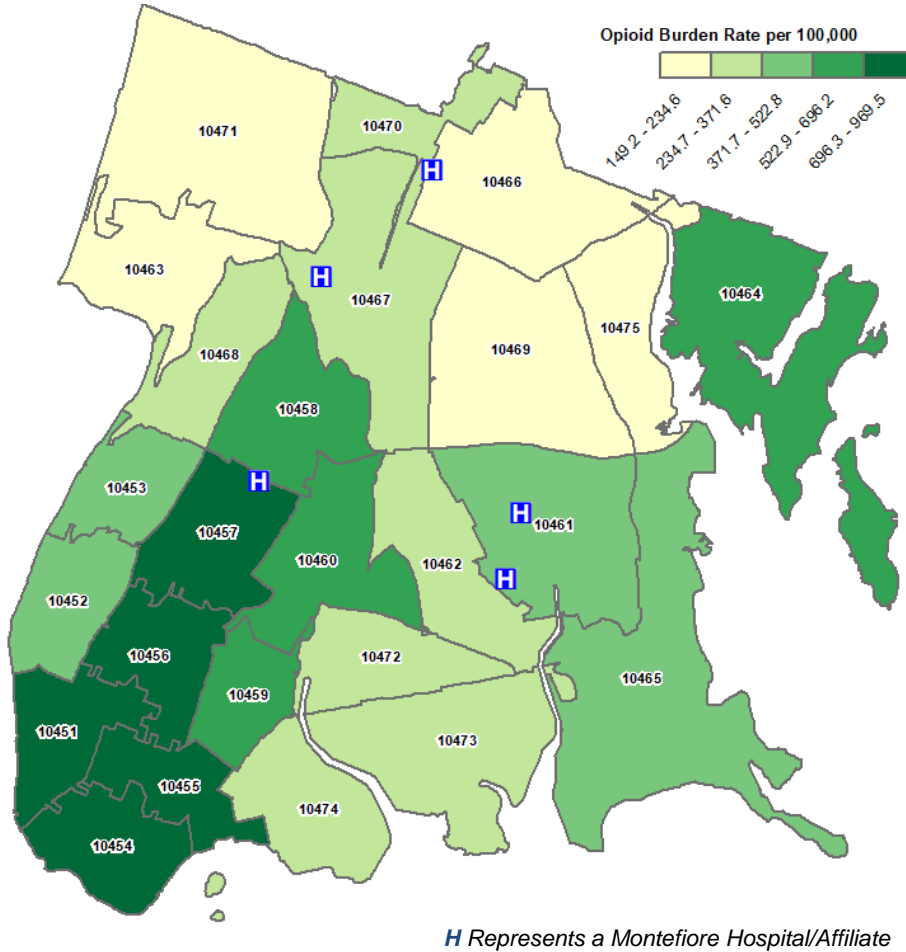 Opioid Burden Rate per 100,000
149.2 - 234.6
234.7 - 371.6
371.7 - 522.8
522.9 - 696.2
696.3 - 969.5
10471
10470
H
10466
10463
H
10467
10464
10468
10469
10475
10458
10453
H
10457
H
10461
10460
10462
H
10452
10456
10472
10459
10465
10451
10473
10455
10474
10454
H Represents a Montefiore Hospital/Affiliate